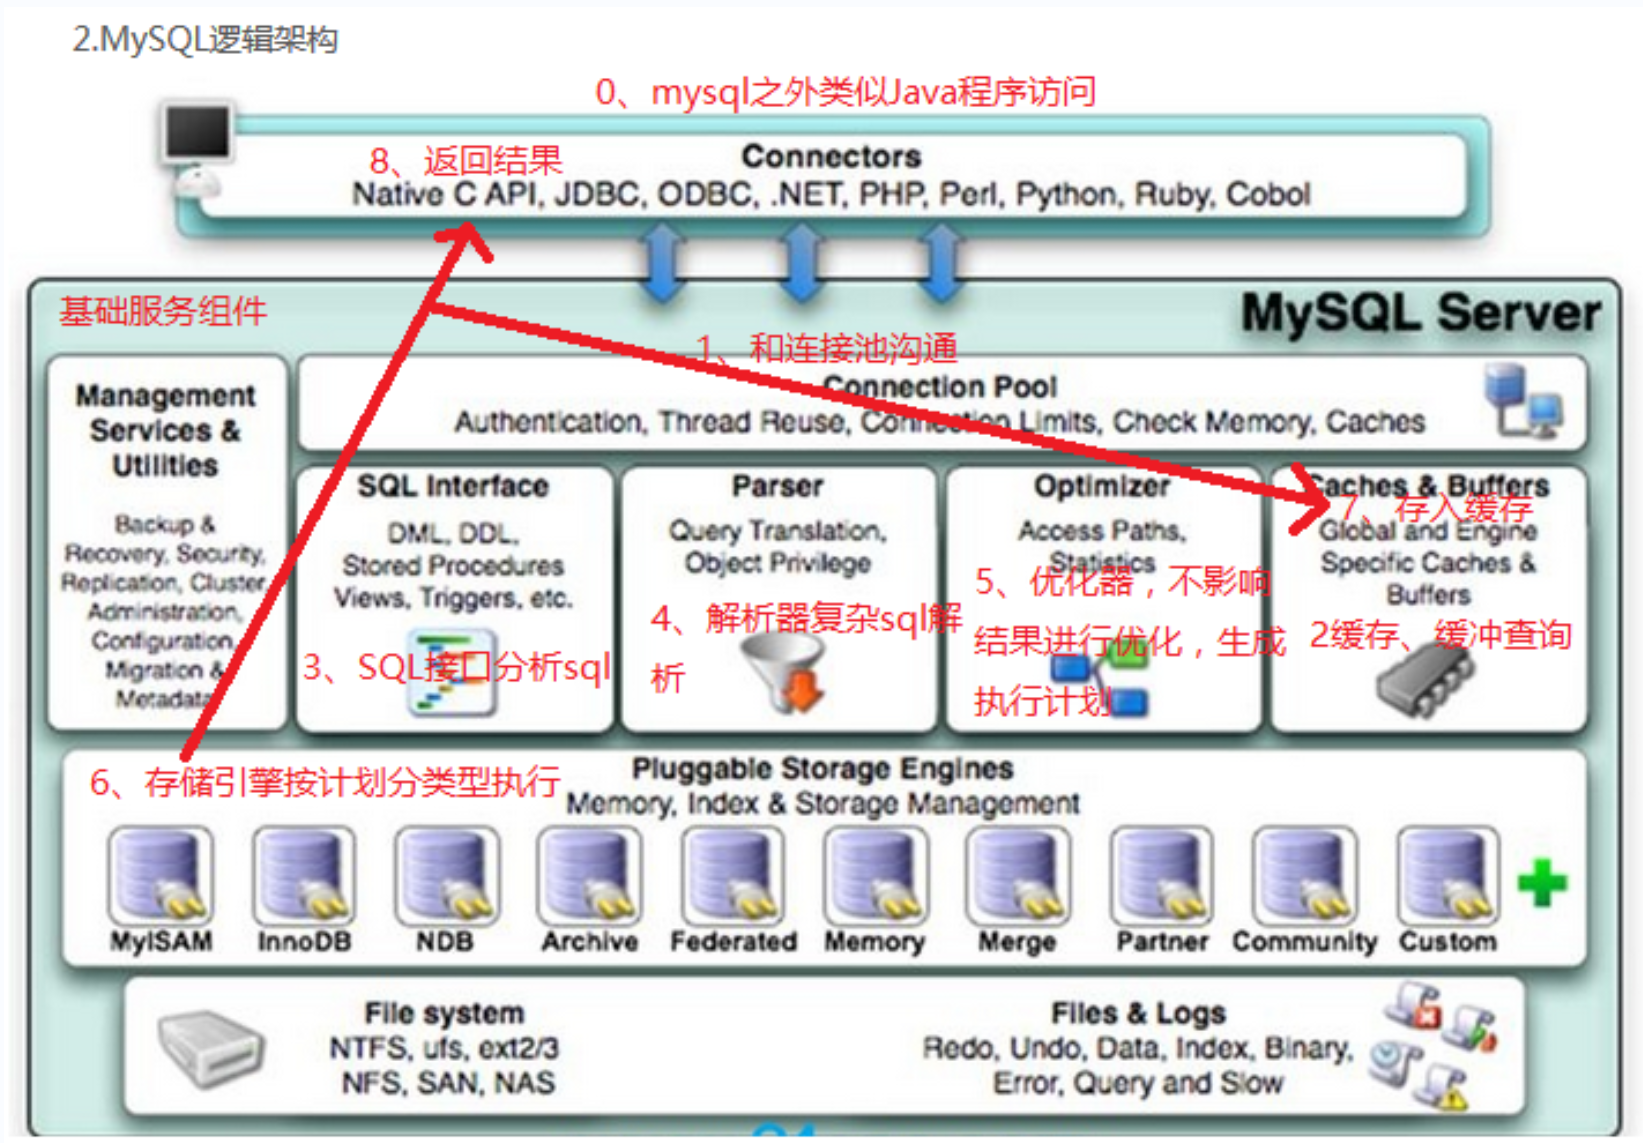 2.MySQL逻辑架构
0、mysql之外类似Java程序访问
8、返回结果
Connectors
Native C API, JDBC, ODBC, .NET, PHP, Perl, Python, Ruby, Cobol
基础服务组件
MySQL Server
1、和连接池沟通
Management
Services &
Utilities
Backup &
Recovery, Security,
Replication, Cluster,
Administration,
Configuration,
Migration &
Metadata
Connection Pool
Authentication, Thread Reuse, Connection Limits, Check Memory, Caches
SQL Interface
DML, DDL,
Stored Procedures
Views, Triggers, etc.
3、SQL接口分析sql
Parser
Query Translation,
Object Privilege
4、解析器复杂sql解
析
Optimizer
Access Paths,
Statistics
5、优化器，不影响
结果进行优化，生成
执行计划
Caches & Buffers
7、存入缓存
Global and Engine
Specific Caches &
Buffers
2缓存、缓冲查询
6、存储引擎按计划分类型执行
Pluggable Storage Engines
Memory, Index & Storage Management
MyISAM InnoDB NDB Archive Federated Memory Merge Partner Community Custom
File system
NTFS, ufs, ext2/3
NFS, SAN, NAS
Files & Logs
Redo, Undo, Data, Index, Binary,
Error, Query and Slow